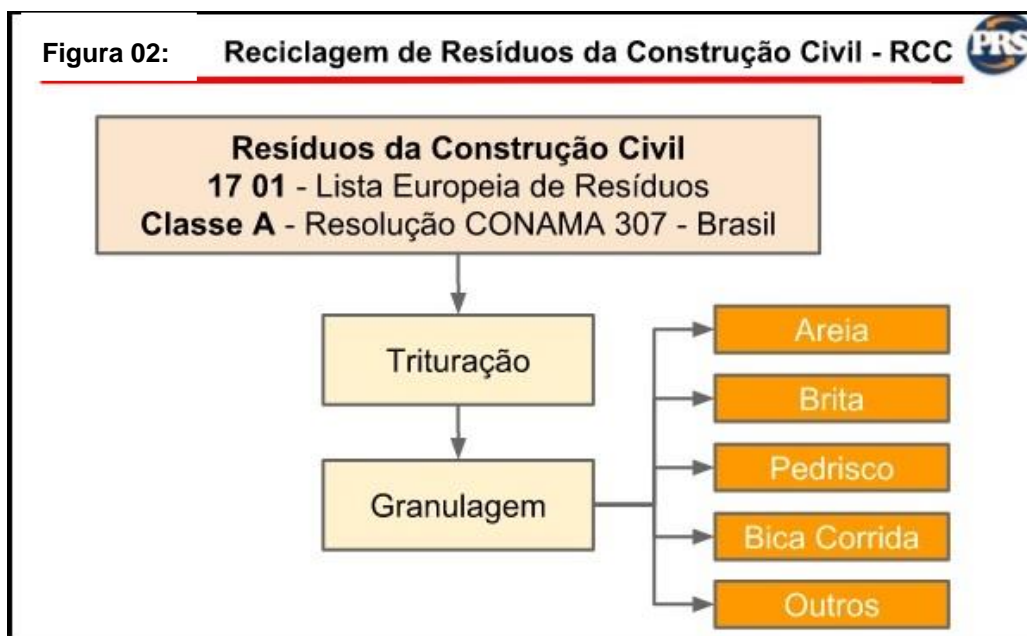 Figura 02: Reciclagem de Resíduos da Construção Civil - RCC
PRS
Resíduos da Construção Civil
17 01 - Lista Europeia de Resíduos
Classe A - Resolução CONAMA 307 - Brasil
Trituração
Granulagem
Areia
Brita
Pedrisco
Bica Corrida
Outros